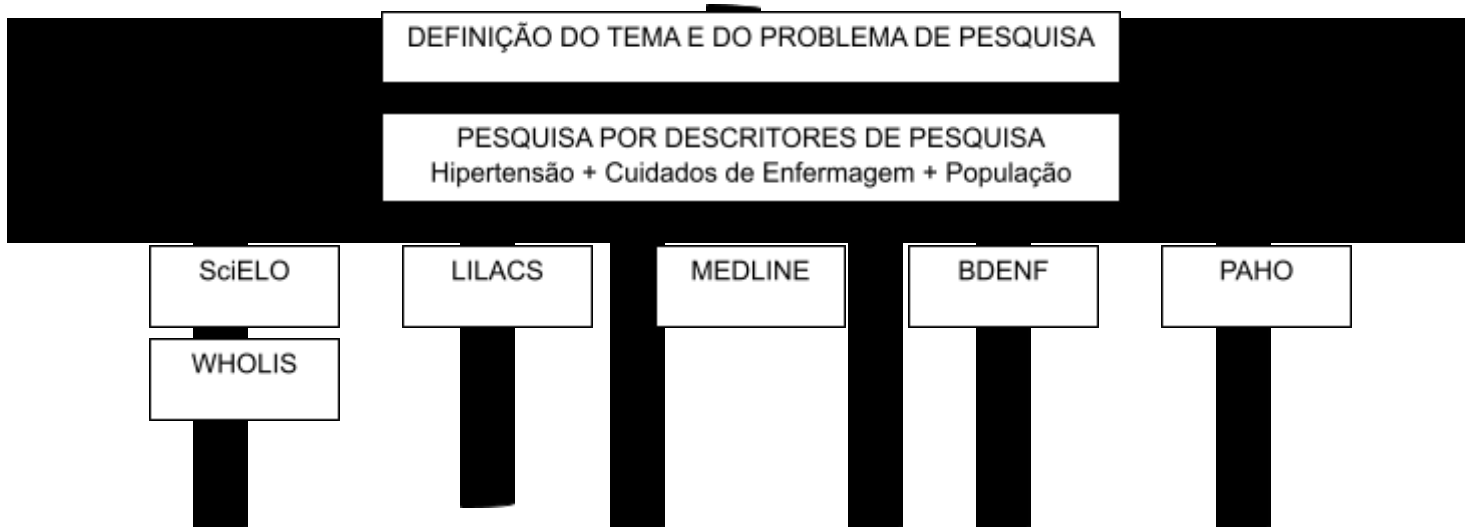 DEFINIÇÃO DO TEMA E DO PROBLEMA DE PESQUISA
PESQUISA POR DESCRITORES DE PESQUISA
Hipertensão + Cuidados de Enfermagem + População
SciELO
LILACS
MEDLINE
BDENF
PAHO
WHOLIS